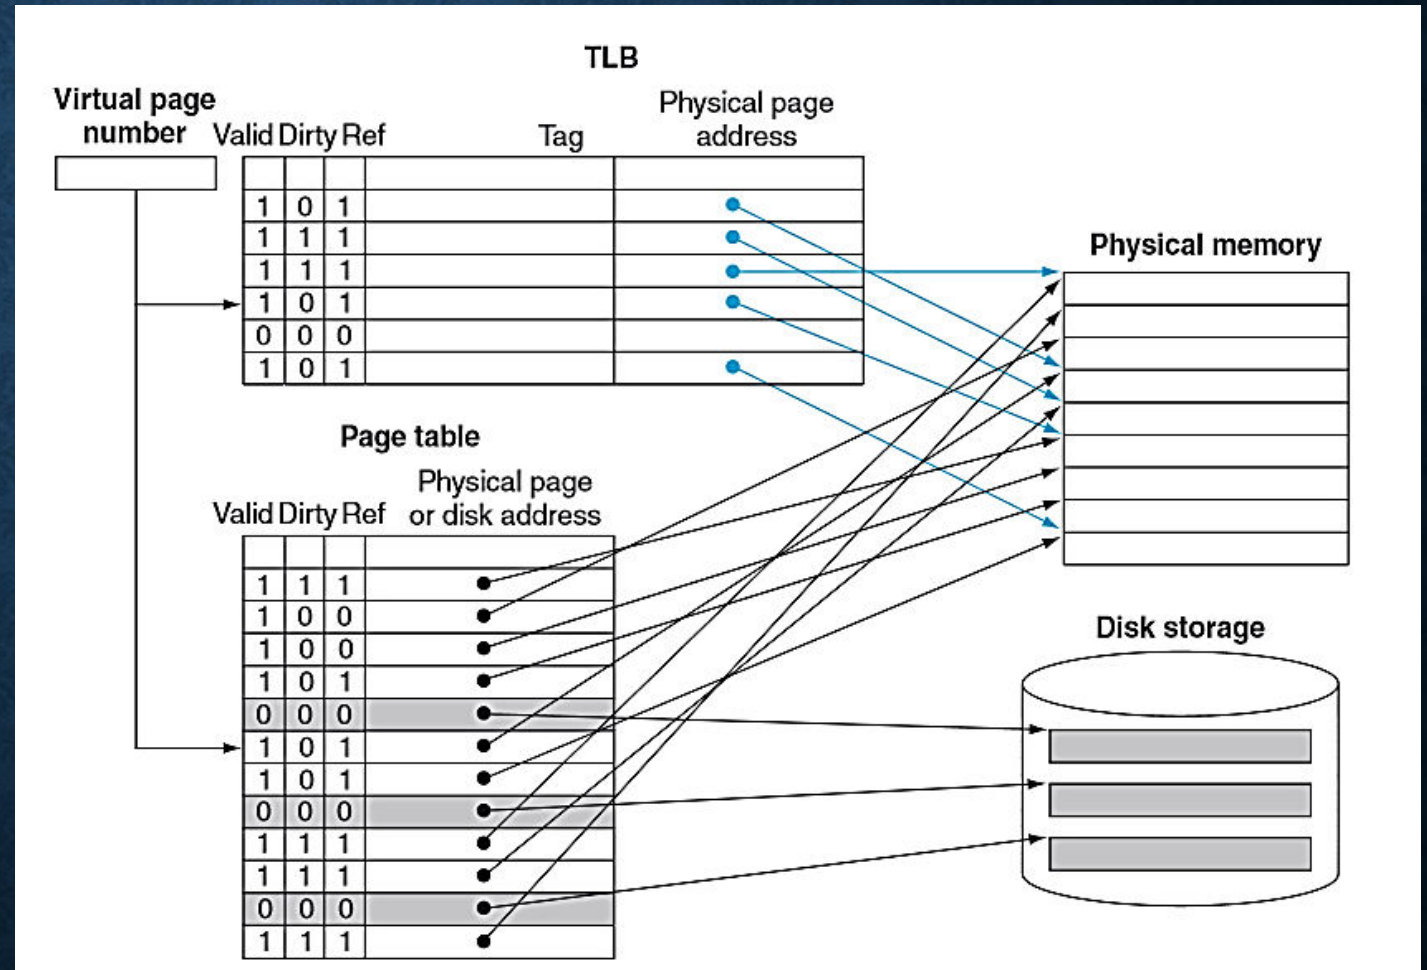 TLB
Virtual page
number
Valid Dirty Ref
Tag
Physical page
address
1 0 1
1 1 1
1 1 1
1 0 1
0 0 0
1 0 1
Physical memory
Page table
Valid Dirty Ref
Physical page
or disk address
1 1 1
1 0 0
1 0 0
1 0 1
0 0 0
1 0 1
1 0 1
0 0 0
1 1 1
1 1 1
0 0 0
1 1 1
Disk storage